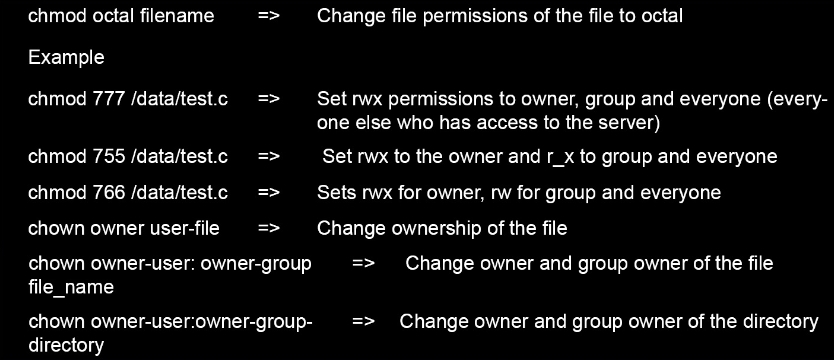 chmod octal filename => Change file permissions of the file to octal
Example
chmod 777 /data/test.c => Set rwx permissions to owner, group and everyone (every-
one else who has access to the server)
chmod 755 /data/test.c => Set rwx to the owner and r_x to group and everyone
chmod 766 /data/test.c => Sets rwx for owner, rw for group and everyone
chown owner user-file => Change ownership of the file
chown owner-user: owner-group => Change owner and group owner of the file
file_name
chown owner-user:owner-group- => Change owner and group owner of the directory
directory